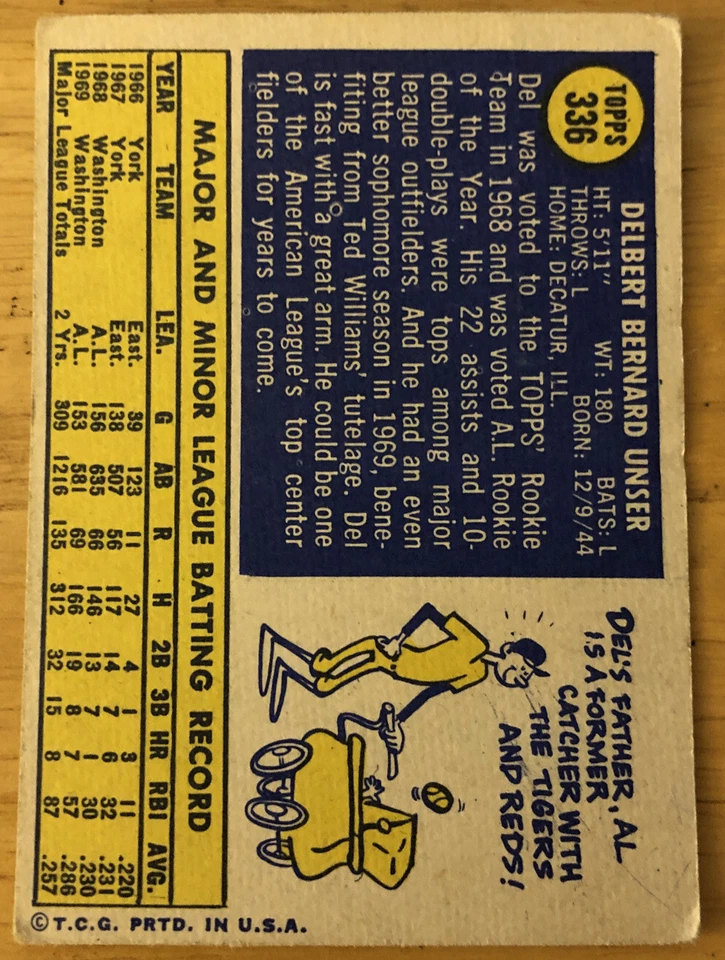 TOPPS
336
DELBERT BERNARD UNSER
HT: 5'11" WT: 180 BATS: L
THROWS: L BORN: 12/9/44
HOME: DECATUR, ILL.
Del was voted to the TOPPS' Rookie
Team in 1968 and was voted A.L. Rookie
of the Year. His 22 assists and 10-
double-plays were tops among major
league outfielders. And he had an even
better sophomore season in 1969, bene-
fiting from Ted Williams' tutelage. Del
is fast with a great arm. He could be one
of the American League's top center
fielders for years to come.
DEL'S FATHER, AL
IS A FORMER
CATCHER WITH
THE TIGERS
AND REDS!
MAJOR AND MINOR LEAGUE BATTING RECORD
YEAR TEAM LEA. G AB R H 2B 3B HR RBI AVG.
1966 York East. 39 123 11 27 4 1 3 11 .220
1967 York East. 138 507 56 117 14 7 6 32 .231
1968 Washington A.L. 156 635 66 146 13 7 1 30 .230
1969 Washington A.L. 153 581 69 166 19 8 7 57 .286
Major League Totals 2 Yrs. 309 1216 135 312 32 15 8 87 .257
© T.C.G. PRTD. IN U.S.A.